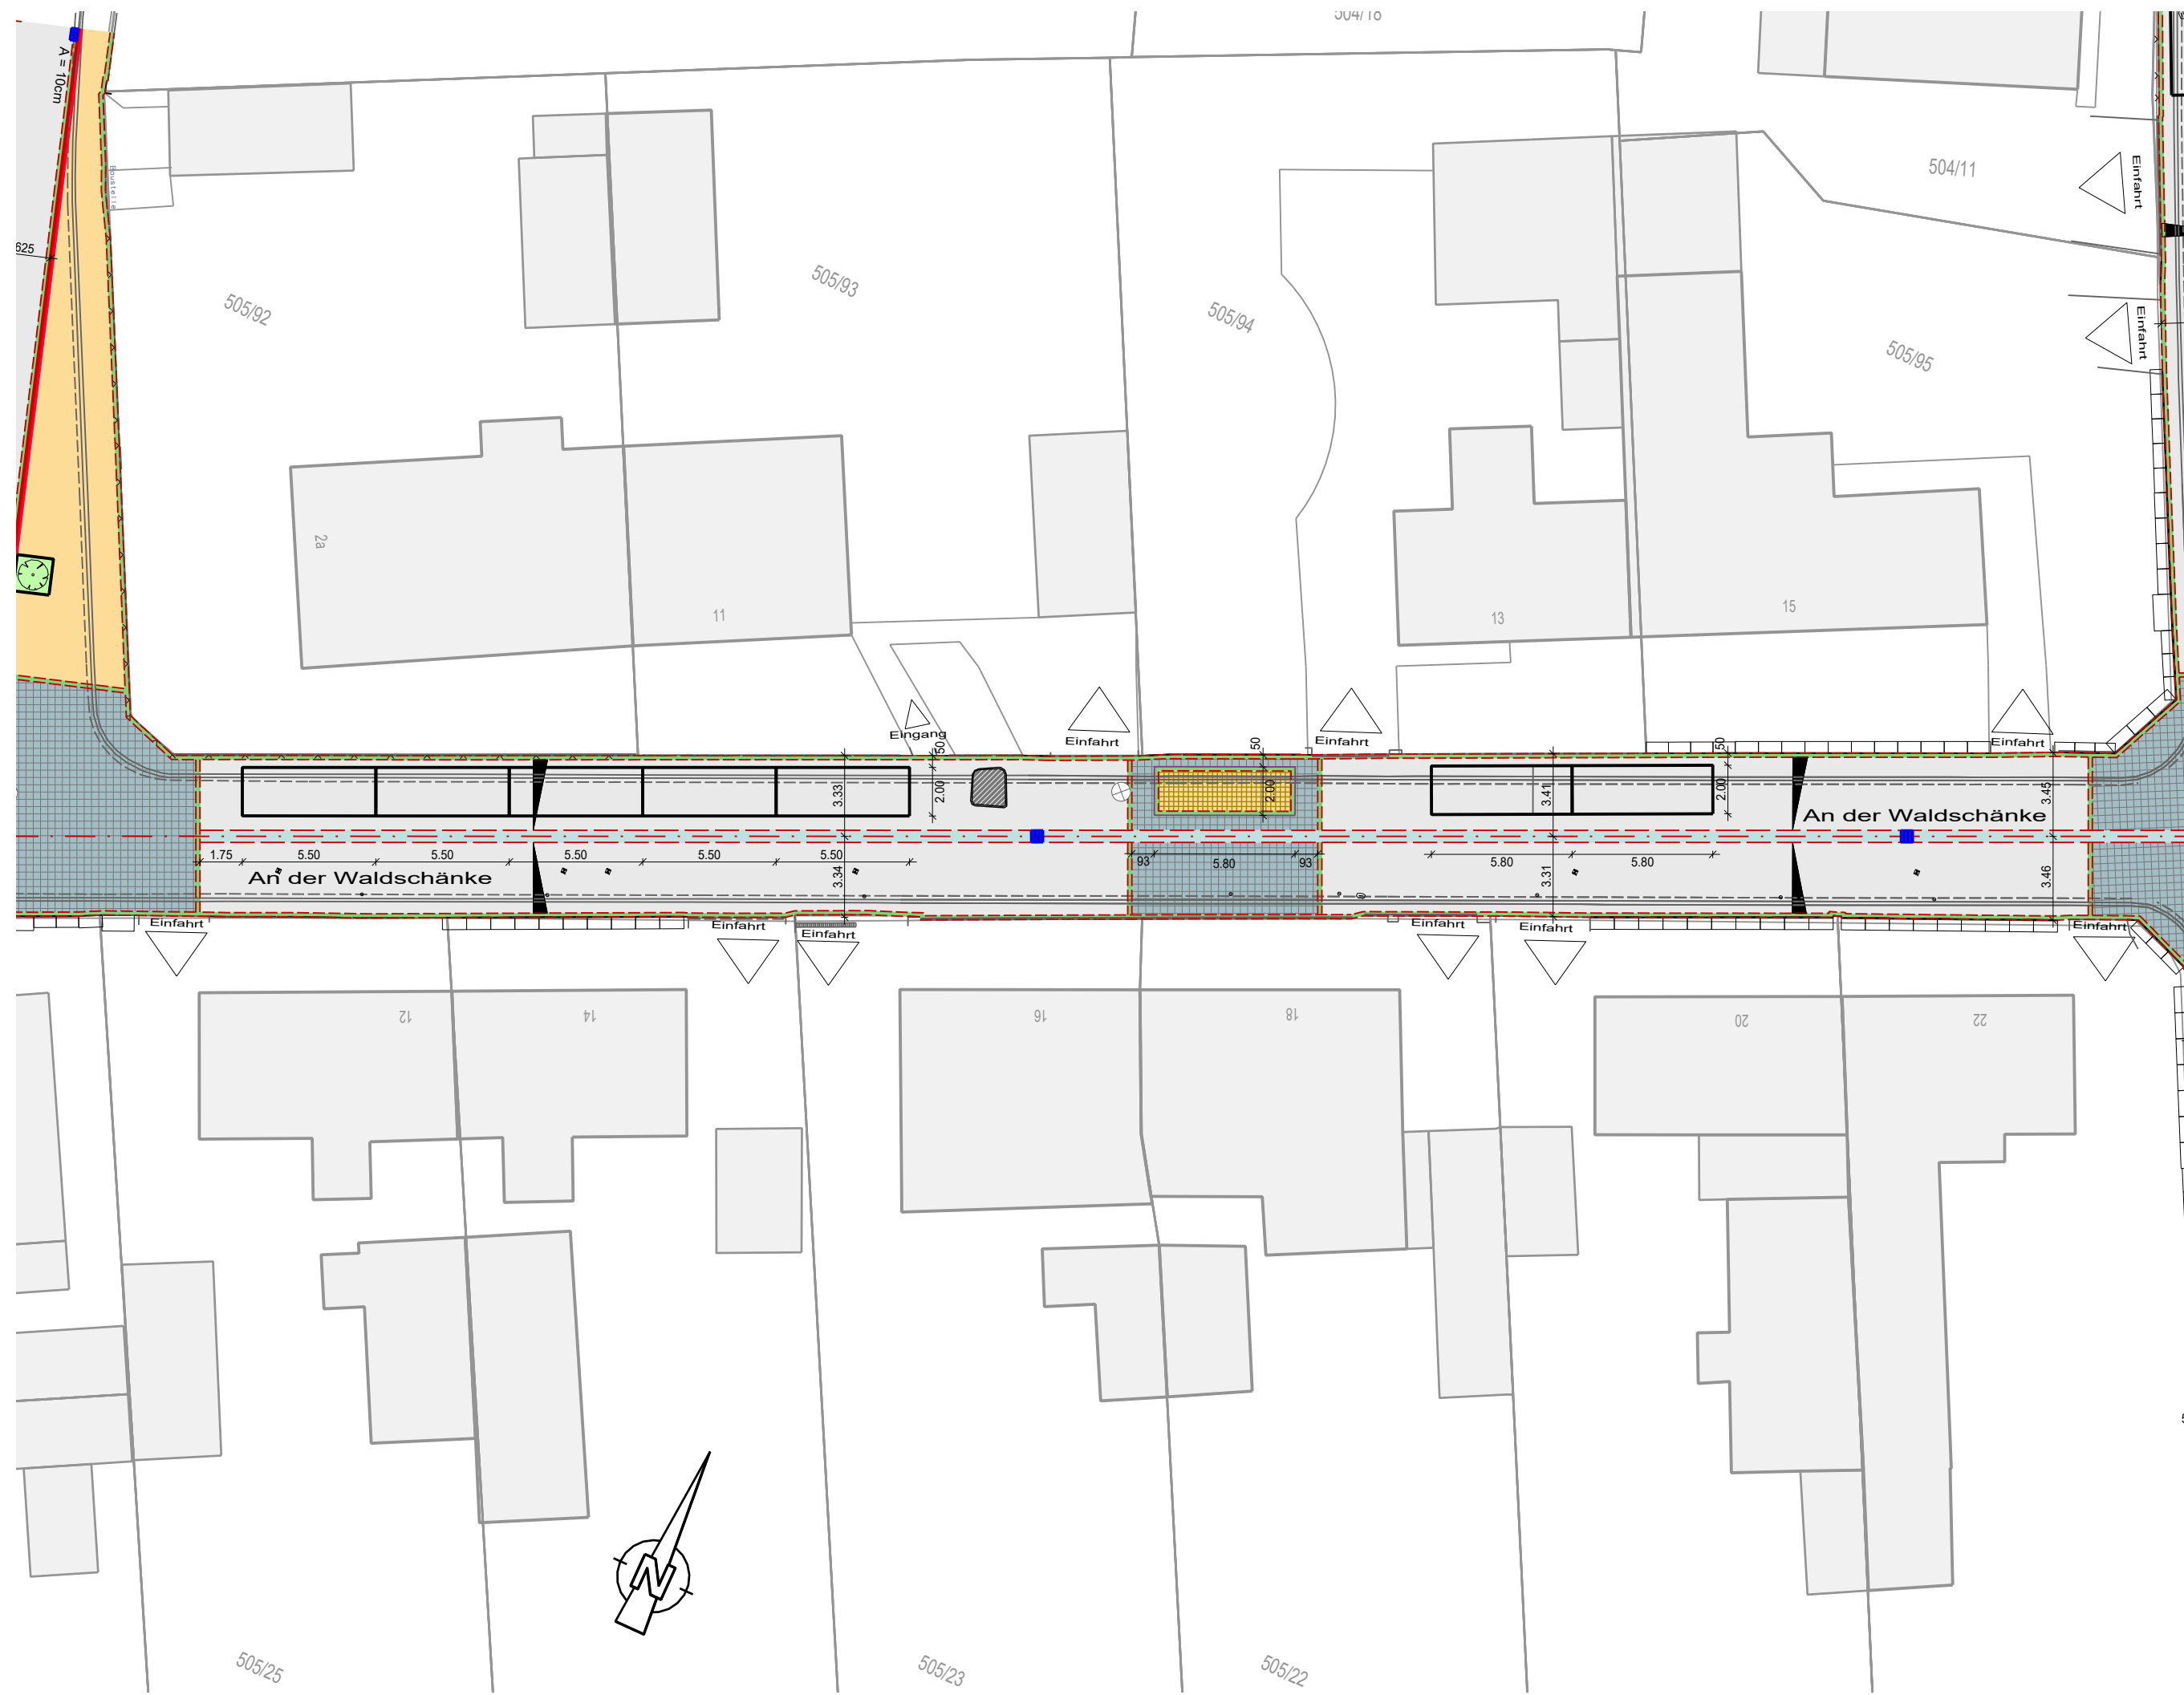 504/18
A = 10cm
Baustelle
504/11
Einfahrt
625
505/92
505/93
505/94
505/95
Einfahrt
2a
11
13
15
Eingang
Einfahrt
Einfahrt
Einfahrt
50
50
50
3.33
2.00
2.00
3.41
2.00
3.45
An der Waldschänke
1.75
5.50
5.50
5.50
5.50
5.50
93
5.80
93
5.80
5.80
An der Waldschänke
3.34
3.31
3.46
Einfahrt
Einfahrt
Einfahrt
Einfahrt
Einfahrt
Einfahrt
12
14
16
18
20
22
N
505/25
505/23
505/22